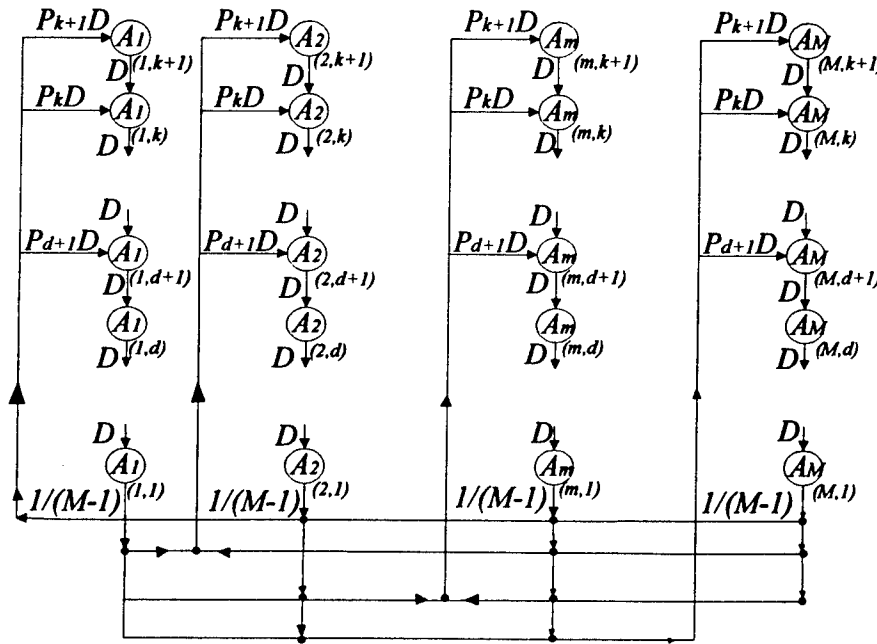 Pk+1D A1 Pk+1D A2 Pk+1D Am Pk+1D AM
D (1,k+1) D (2,k+1) D (m,k+1) D (M,k+1)
PkD A1 PkD A2 PkD Am PkD AM
D (1,k) D (2,k) D (m,k) D (M,k)
D D D D
Pd+1D A1 Pd+1D A2 Pd+1D Am Pd+1D AM
D (1,d+1) D (2,d+1) D (m,d+1) D (M,d+1)
A1 A2 Am AM
D (1,d) D (2,d) D (m,d) D (M,d)
D D D D
A1 A2 Am AM
(1,1) (2,1) (m,1) (M,1)
1/(M-1) 1/(M-1) 1/(M-1) 1/(M-1)